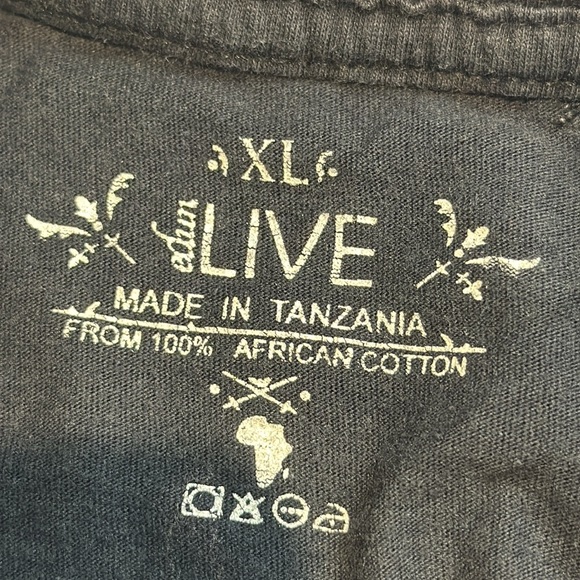 XL
edun
LIVE
MADE IN TANZANIA
FROM 100% AFRICAN COTTON